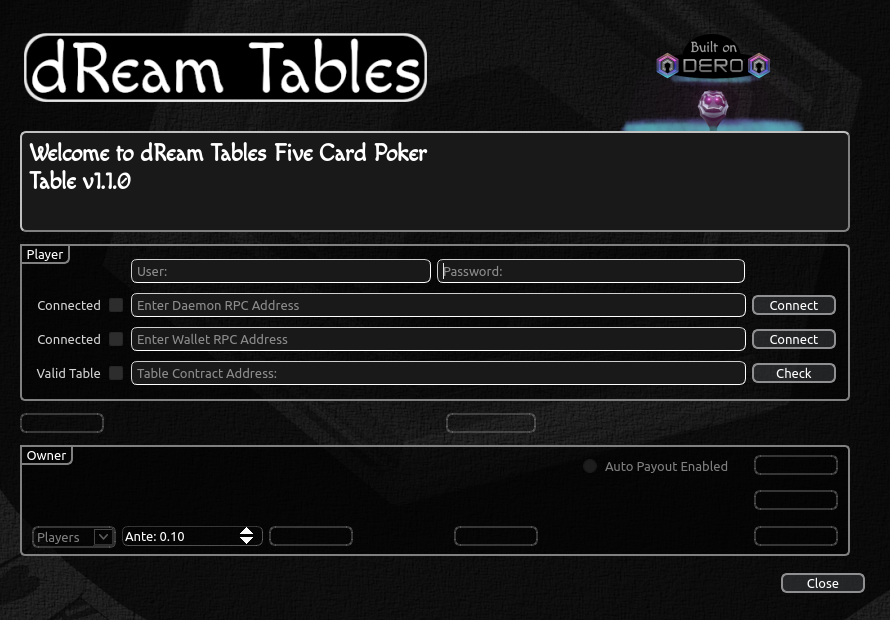 dReam Tables
Built on
DERO
Welcome to dReam Tables Five Card Poker
Table v1.1.0
Player
User:
Password:
Connected
Enter Daemon RPC Address
Connect
Connected
Enter Wallet RPC Address
Connect
Valid Table
Table Contract Address:
Check
Owner
Auto Payout Enabled
Players
Ante: 0.10
Close